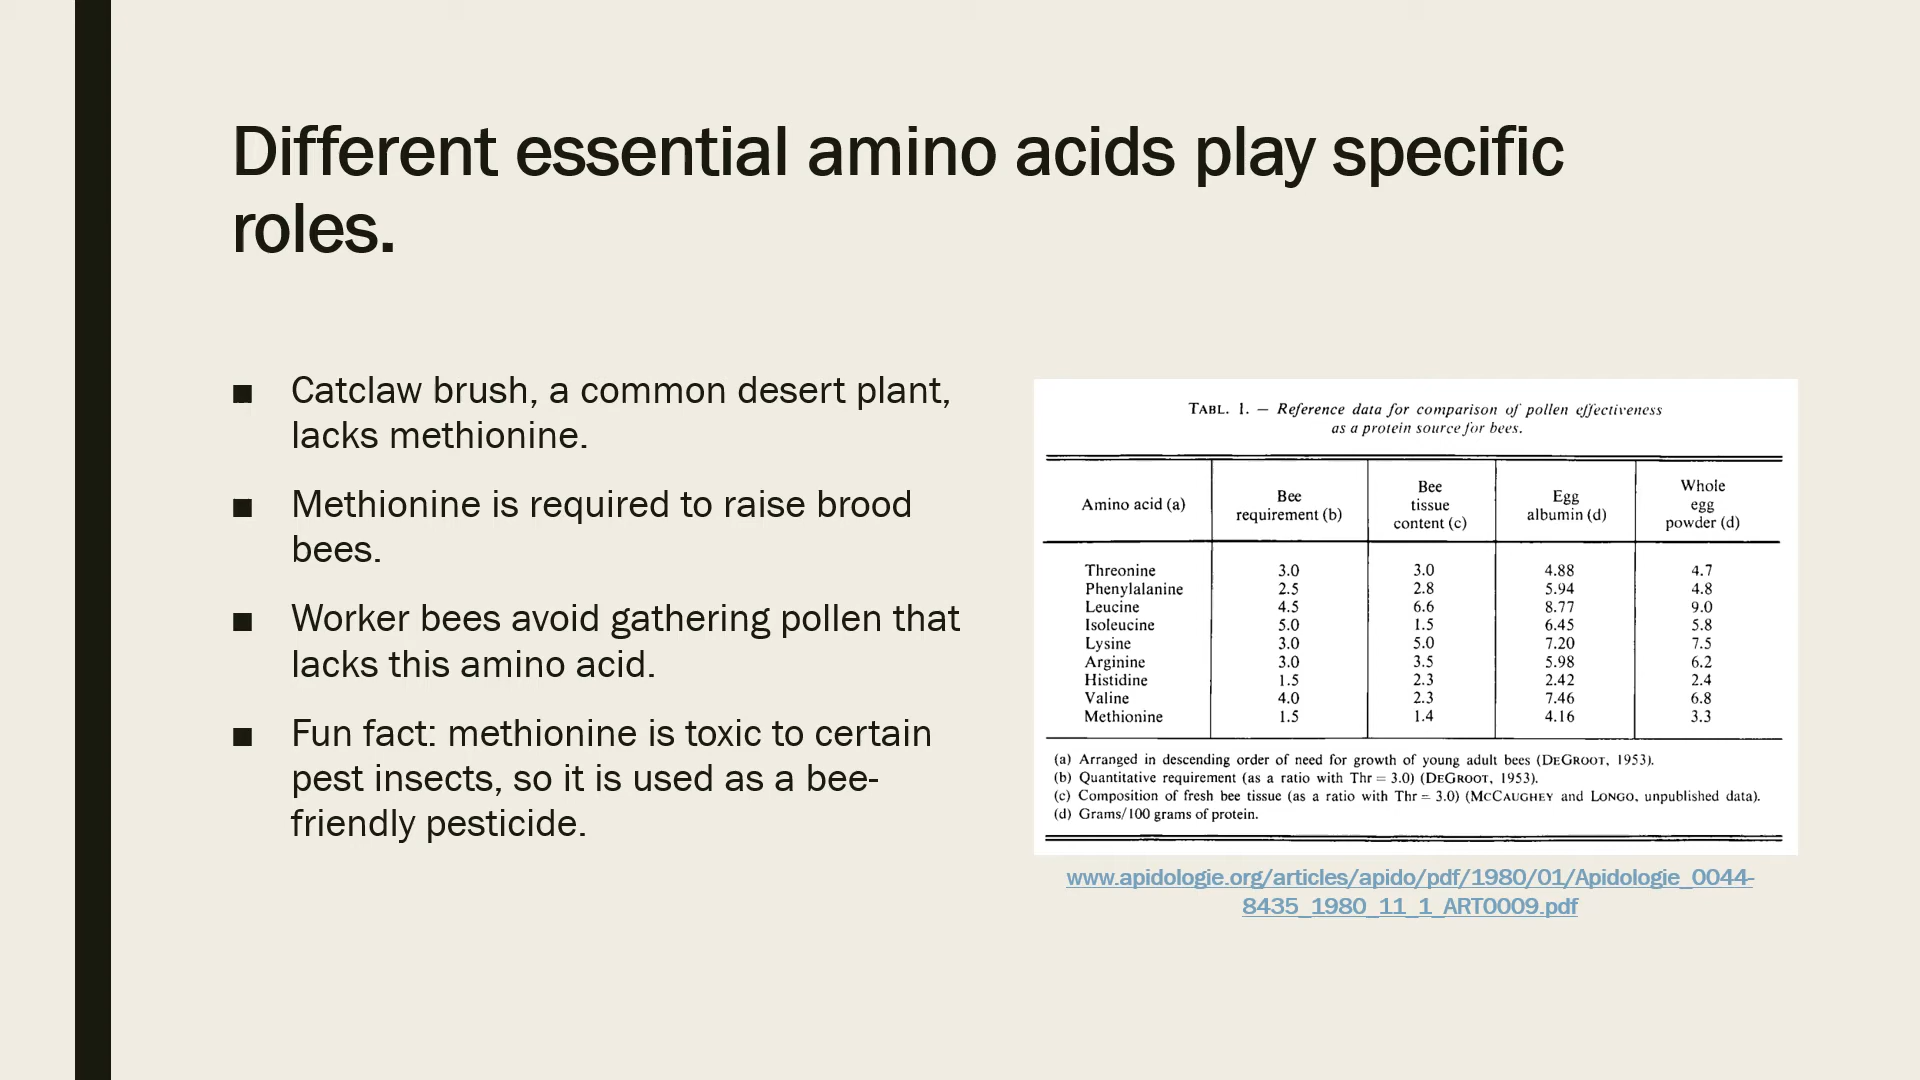 Different essential amino acids play specific
roles.
■ Catclaw brush, a common desert plant,
lacks methionine.
■ Methionine is required to raise brood
bees.
■ Worker bees avoid gathering pollen that
lacks this amino acid.
■ Fun fact: methionine is toxic to certain
pest insects, so it is used as a bee-
friendly pesticide.
TABL. 1. — Reference data for comparison of pollen effectiveness
as a protein source for bees.
Amino acid (a) Bee requirement (b) Bee tissue content (c) Egg albumin (d) Whole egg powder (d)
Threonine 3.0 3.0 4.88 4.7
Phenylalanine 2.5 2.8 5.94 4.8
Leucine 4.5 6.6 8.77 9.0
Isoleucine 5.0 1.5 6.45 5.8
Lysine 3.0 5.0 7.20 7.5
Arginine 3.0 3.5 5.98 6.2
Histidine 1.5 2.3 2.42 2.4
Valine 4.0 2.3 7.46 6.8
Methionine 1.5 1.4 4.16 3.3
(a) Arranged in descending order of need for growth of young adult bees (DEGROOT, 1953).
(b) Quantitative requirement (as a ratio with Thr = 3.0) (DEGROOT, 1953).
(c) Composition of fresh bee tissue (as a ratio with Thr = 3.0) (MCCAUGHEY and LONGO, unpublished data).
(d) Grams/100 grams of protein.
www.apidologie.org/articles/apido/pdf/1980/01/Apidologie_0044-
8435_1980_11_1_ART0009.pdf